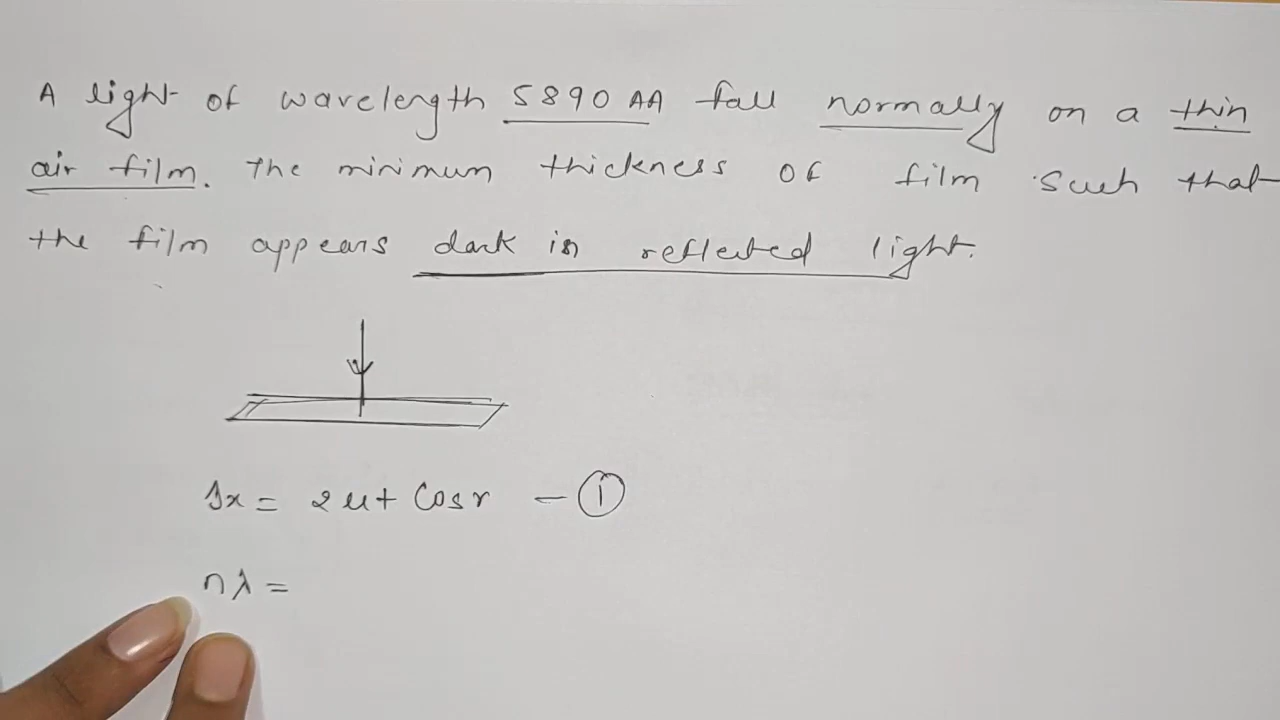 A light of wavelength 5890 AA fall normally on a thin
air film. The minimum thickness of film such that
the film appears dark in reflected light.
Δx = 2μt Cosr — ①
nλ =